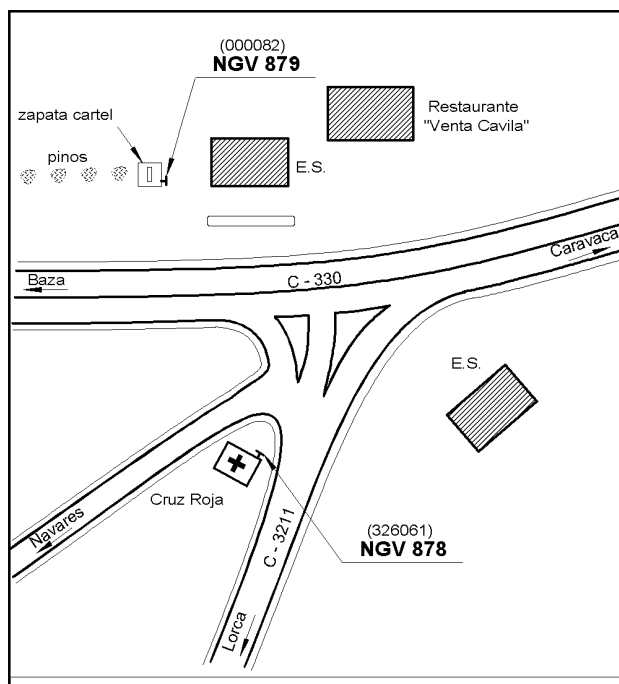 (000082)
NGV 879
zapata cartel
pinos
E.S.
Restaurante
"Venta Cavila"
Baza
C - 330
Caravaca
E.S.
Cruz Roja
Navares
C - 3211
(326061)
NGV 878
Lorca